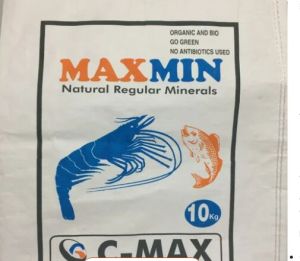 ORGANIC AND BIO
GO GREEN
NO ANTIBIOTICS USED
MAXMIN
Natural Regular Minerals
10Kg
C-MAX